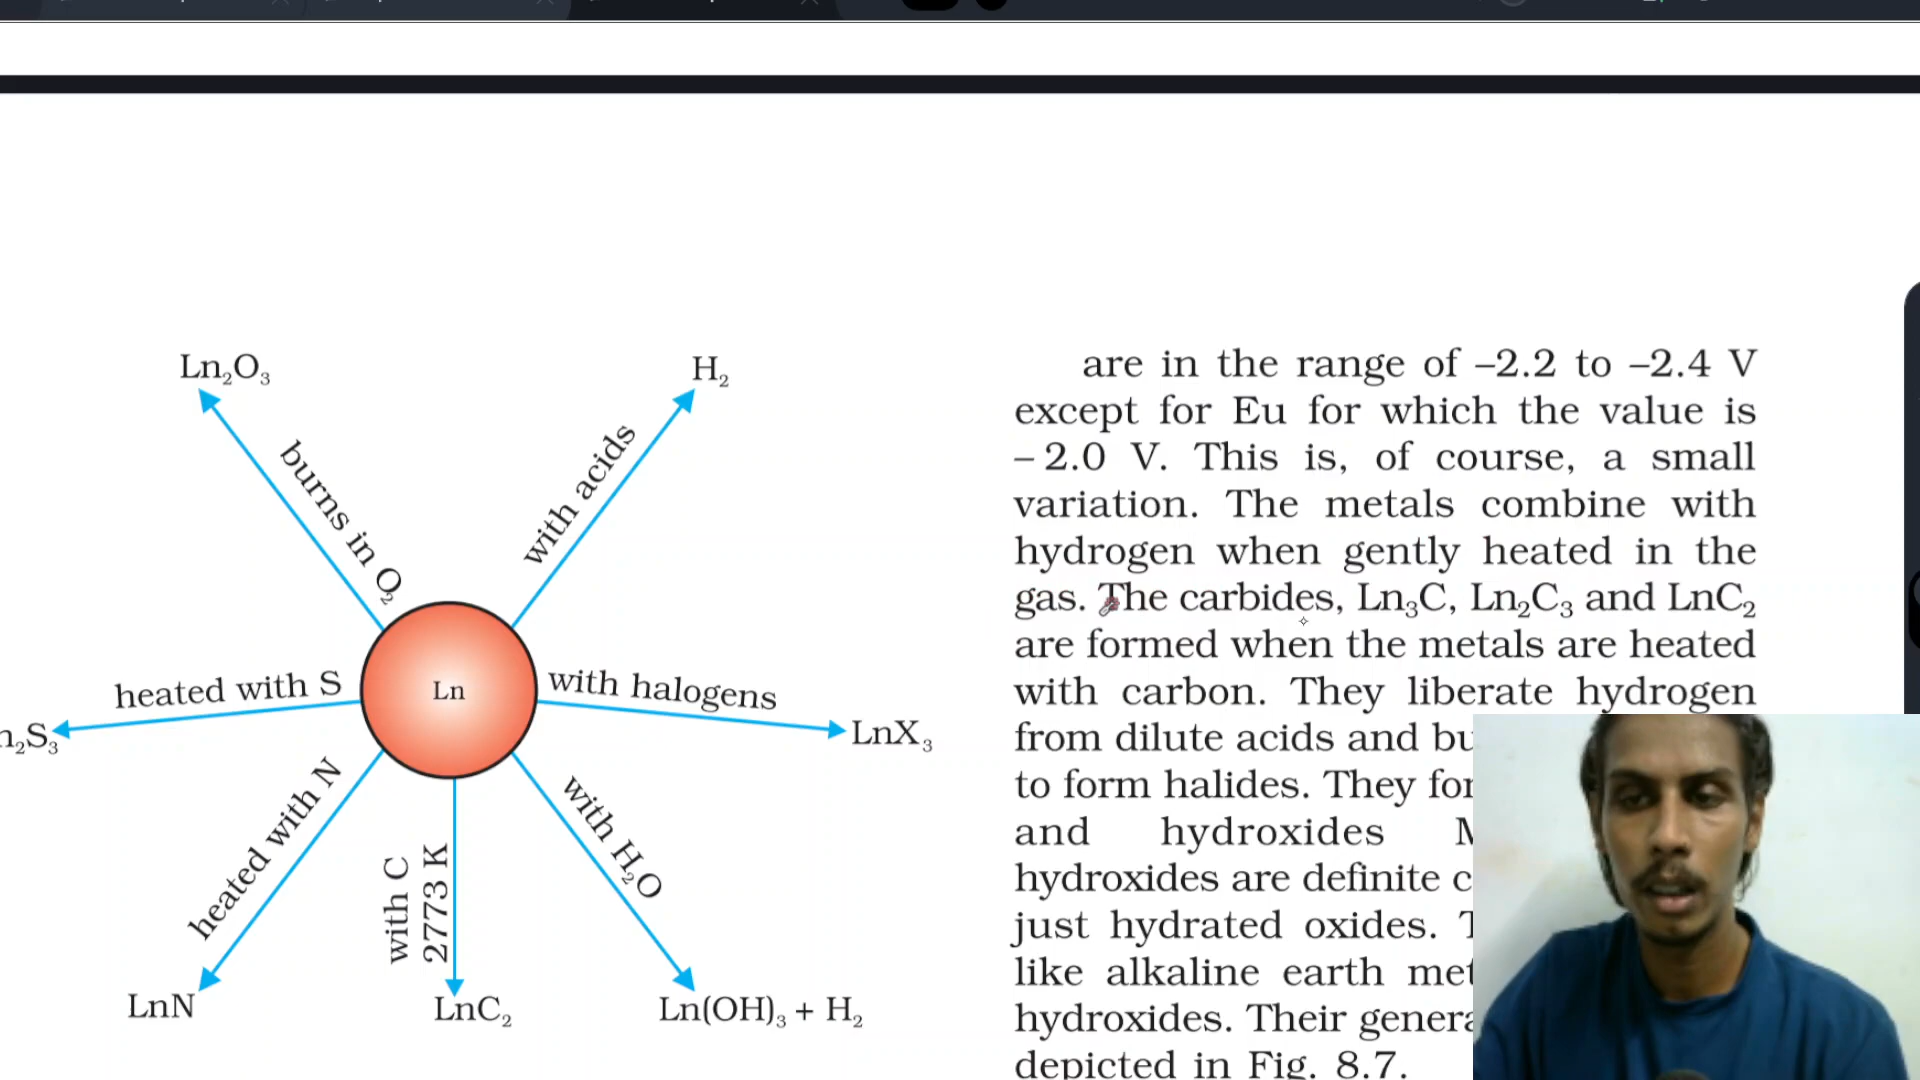 Ln₂O₃
H₂
burns in O₂
with acids
heated with S
Ln
with halogens
n₂S₃
LnX₃
heated with N
with C
2773 K
with H₂O
LnN
LnC₂
Ln(OH)₃ + H₂
are in the range of –2.2 to –2.4 V
except for Eu for which the value is
– 2.0 V. This is, of course, a small
variation. The metals combine with
hydrogen when gently heated in the
gas. The carbides, Ln₃C, Ln₂C₃ and LnC₂
are formed when the metals are heated
with carbon. They liberate hydrogen
from dilute acids and bu
to form halides. They for
and hydroxides M
hydroxides are definite c
just hydrated oxides. T
like alkaline earth met
hydroxides. Their genera
depicted in Fig. 8.7.